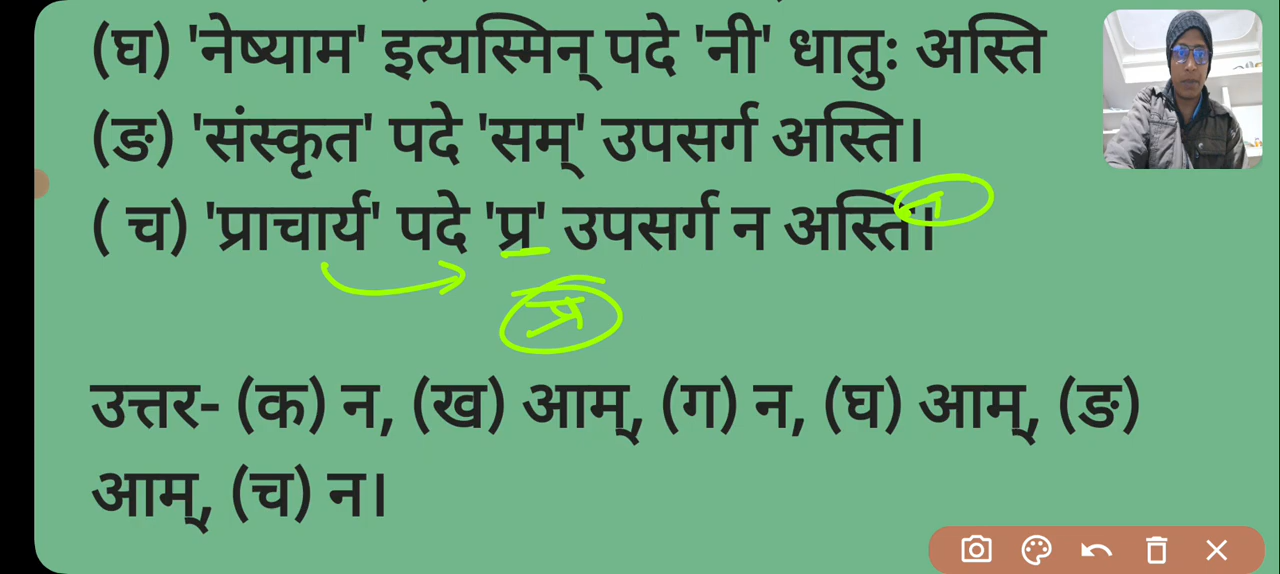 (घ) 'नेष्याम' इत्यस्मिन् पदे 'नी' धातुः अस्ति
(ङ) 'संस्कृत' पदे 'सम्' उपसर्ग अस्ति।
( च) 'प्राचार्य' पदे 'प्र' उपसर्ग न अस्ति। न
प्र
उत्तर- (क) न, (ख) आम्, (ग) न, (घ) आम्, (ङ)
आम्, (च) न।